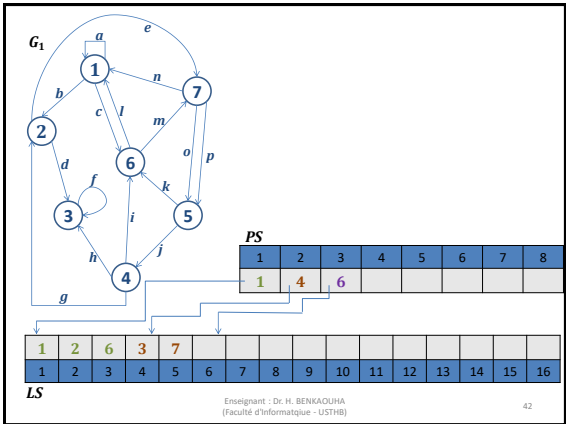 G₁
e
a
1
n
7
b
c
l
m
2
6
o
p
d
f
k
3
5
i
h
j
4
g
PS
1 2 3 4 5 6 7 8
1 4 6
1 2 6 3 7
1 2 3 4 5 6 7 8 9 10 11 12 13 14 15 16
LS
Enseignant : Dr. H. BENKAOUHA
(Faculté d'Informatqiue - USTHB)
42